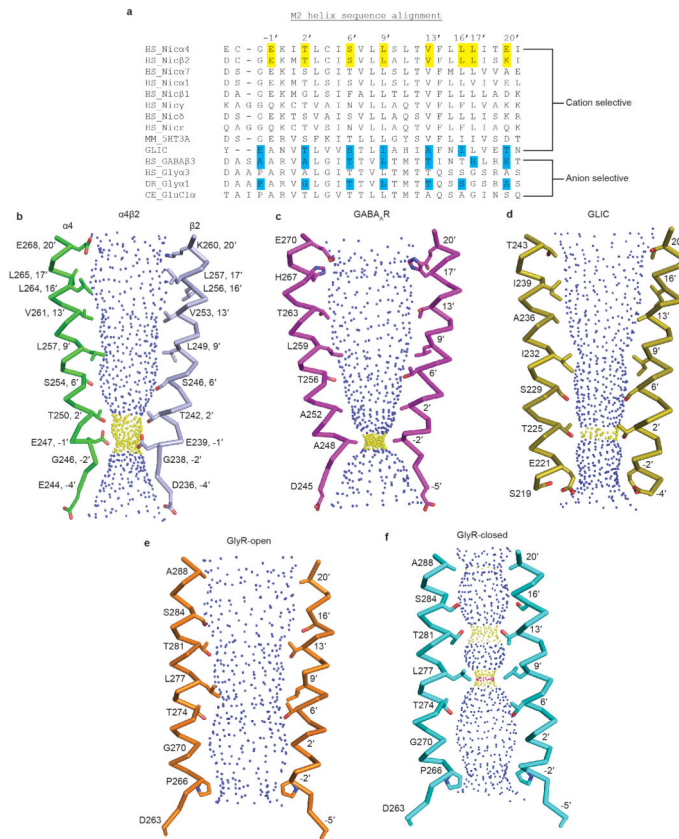 a
M2 helix sequence alignment
-1' 2' 6' 9' 13' 16' 17' 20'
HS_Nicα4 E C - G E K I T L C I S V L L S L T V F L L L I T E I
HS_Nicβ2 D C - G E K M T L C I S V L L A L T V F L L L I S K I
HS_Nicα7 D S - G E K I S L G I T V L L S L T V F M L L V V A E
HS_Nicα1 D S - G E K M T L S I S V L L S L T V F L L V I V E L
HS_Nicβ1 D A - G E K M G L S I F A L L T L T V F L L L L A D K
HS_Nicγ K A G G Q K C T V A I N V L L A Q T V F L F L V A K K
HS_Nicδ E S - G E K M S T A I S V L L A Q S V F L L L I S K R
HS_Nicε Q A G G Q K C T V S I N V L L A Q T V F L F L I A Q K
MM_5HT3A D S - G E R V S F K I T L L L G Y S V F L I I V S D T
GLIC Y E - - A N V T L V V S T L I A H I A F N I L V E T N
HS_GABAβ3 D A S A A R V A L G I T T V L T M T T I N T H L R E T
HS_Glyα3 D A A P A R V A L G I T T V L T M T T Q S S G S R A S
DR_Glyα1 D A A P A R V G L G I T T V L T M T T Q S S G S R A S
CE_GluClα T A I P A R V T L G V T T L L T M T A Q S A G I N S Q
Cation selective
Anion selective
b
α4 α4β2 β2
E268, 20' K260, 20'
L265, 17' L257, 17'
L264, 16' L256, 16'
V261, 13' V253, 13'
L257, 9' L249, 9'
S254, 6' S246, 6'
T250, 2' T242, 2'
E247, -1' E239, -1'
G246, -2' G238, -2'
E244, -4' D236, -4'
c
GABA_AR
E270 20'
H267 17'
T263 13'
L259 9'
T256 6'
A252 2'
A248 -2'
D245 -5'
d
GLIC
T243 20'
I239 16'
A236 13'
I232 9'
S229 6'
T225 2'
E221 -2'
S219 -4'
e
GlyR-open
A288 20'
S284 16'
T281 13'
L277 9'
T274 6'
G270 2'
P266 -2'
D263 -5'
f
GlyR-closed
A288 20'
S284 16'
T281 13'
L277 9'
T274 6'
G270 2'
P266 -2'
D263 -5'